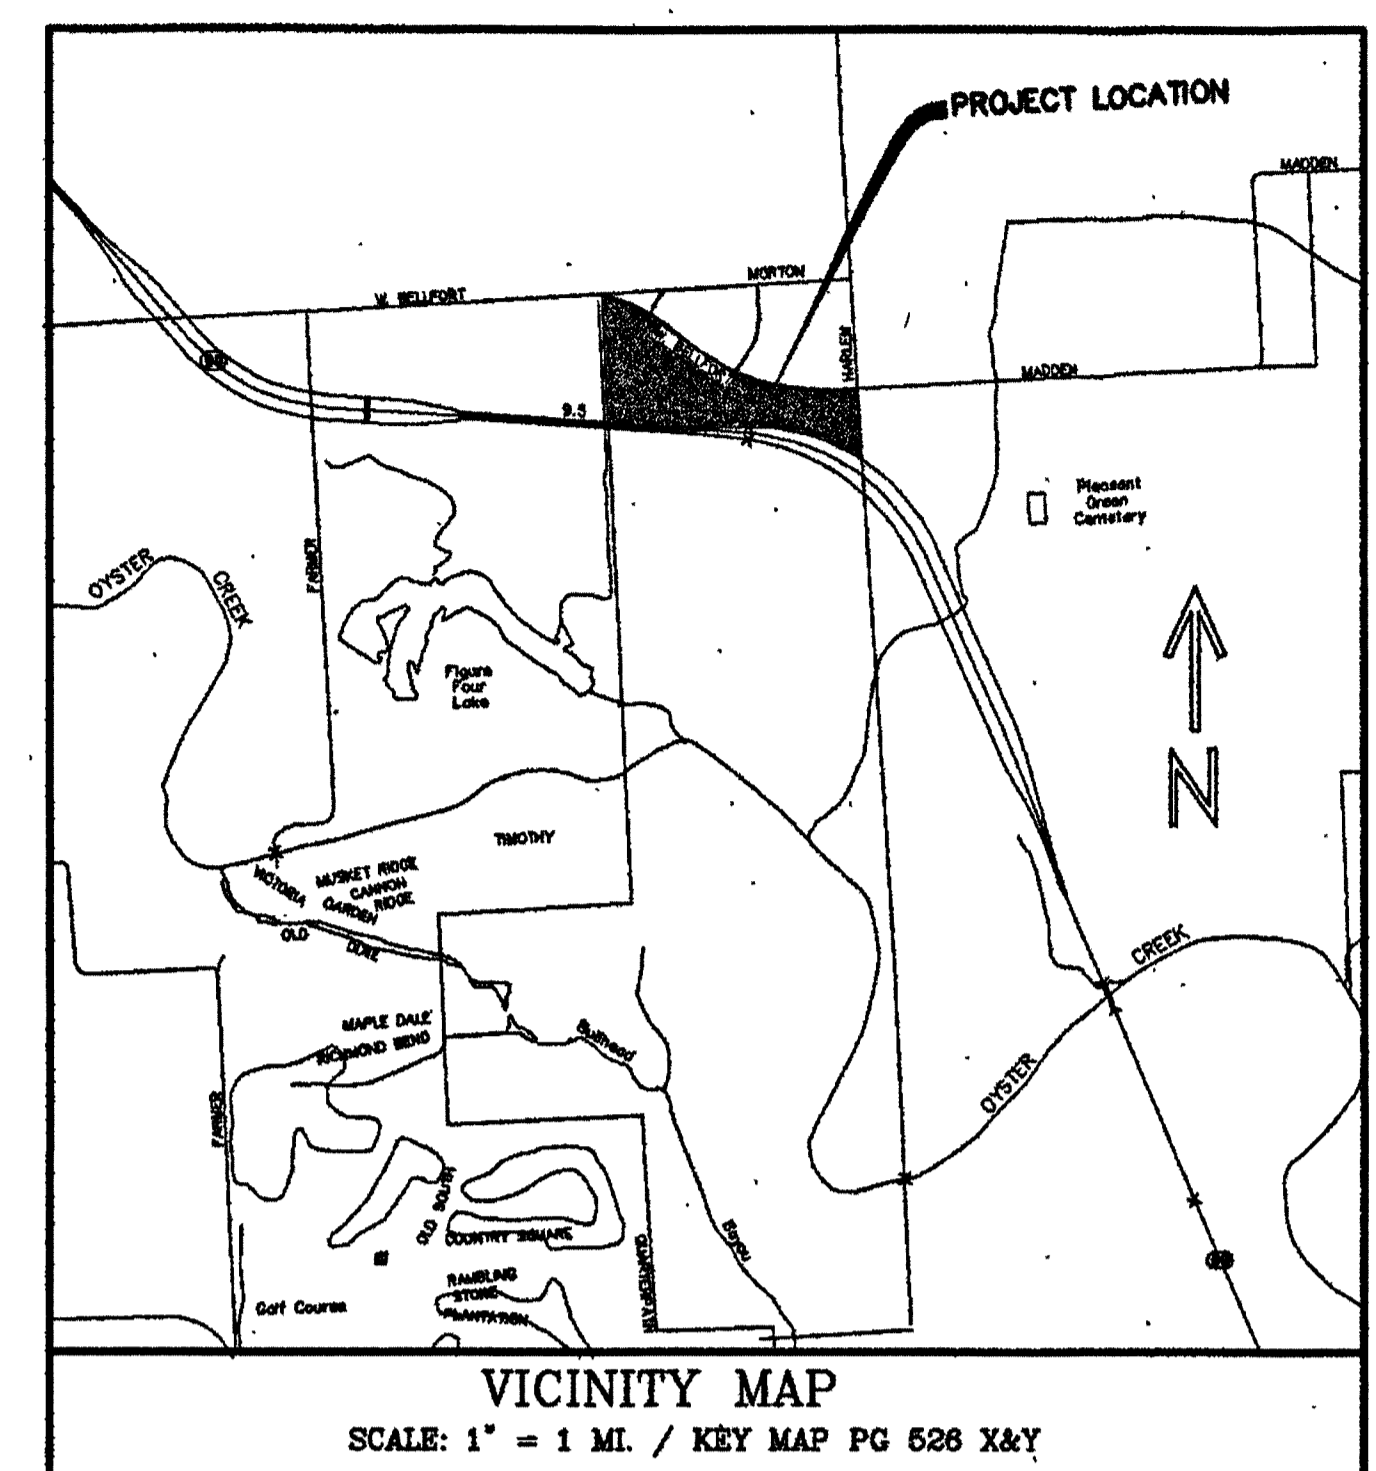 PROJECT LOCATION
MADDEN
MORTON
W. BELLFORT
W. BELLFORT
HARLEM
MADDEN
9.5
Pleasant
Green
Cemetery
FARMER
OYSTER
CREEK
Figure
Four
Lake
N
TIMOTHY
VICTORIA
MUSKET RIDGE
CANNON
RIDGE
GARDEN
OLD
DIXIE
CREEK
MAPLE DALE
RICHMOND BEND
Bullhead
OYSTER
FARMER
OLD SOUTH
COUNTRY SQUARE
Bayou
RAMBLING
STONE
PLANTATION
Golf Course
VICINITY MAP
SCALE: 1" = 1 MI. / KEY MAP PG 526 X&Y